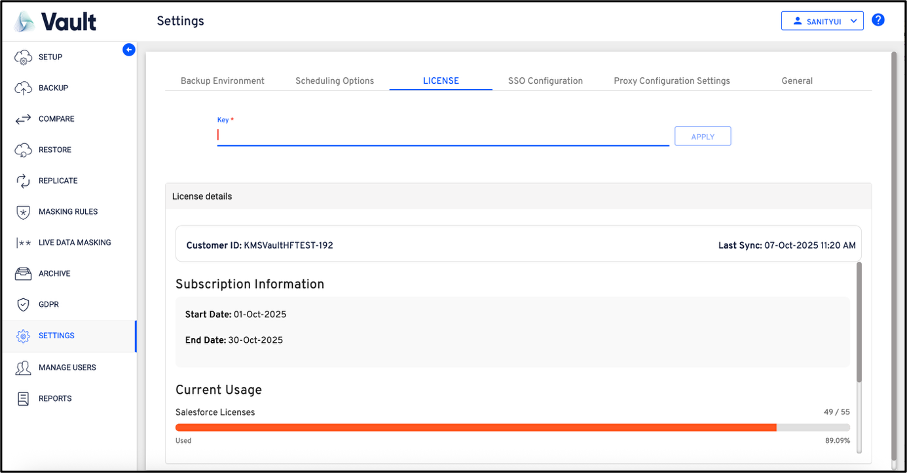 Vault
Settings
SANITYUI
?
SETUP
BACKUP
COMPARE
RESTORE
REPLICATE
MASKING RULES
LIVE DATA MASKING
ARCHIVE
GDPR
SETTINGS
MANAGE USERS
REPORTS
Backup Environment Scheduling Options LICENSE SSO Configuration Proxy Configuration Settings General
Key *
APPLY
License details
Customer ID: KMSVaultHFTEST-192 Last Sync: 07-Oct-2025 11:20 AM
Subscription Information
Start Date: 01-Oct-2025
End Date: 30-Oct-2025
Current Usage
Salesforce Licenses 49 / 55
Used 89.09%